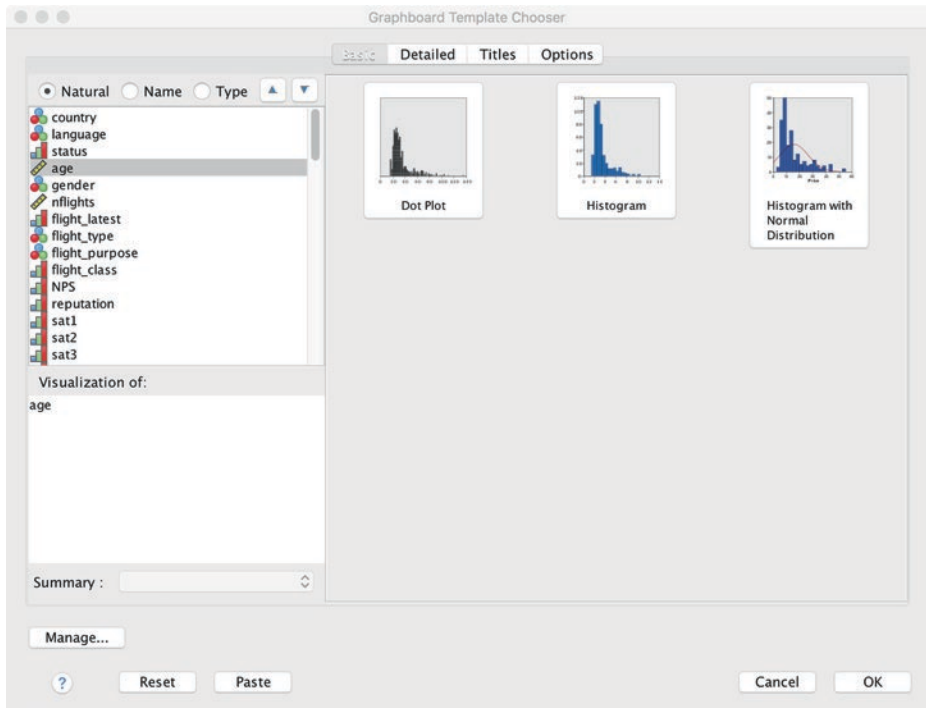 Graphboard Template Chooser
Basic Detailed Titles Options
Natural Name Type
country
language
status
age
gender
nflights
flight_latest
flight_type
flight_purpose
flight_class
NPS
reputation
sat1
sat2
sat3
Visualization of:
age
Summary :
Dot Plot
Histogram
Histogram with
Normal
Distribution
Manage...
? Reset Paste Cancel OK